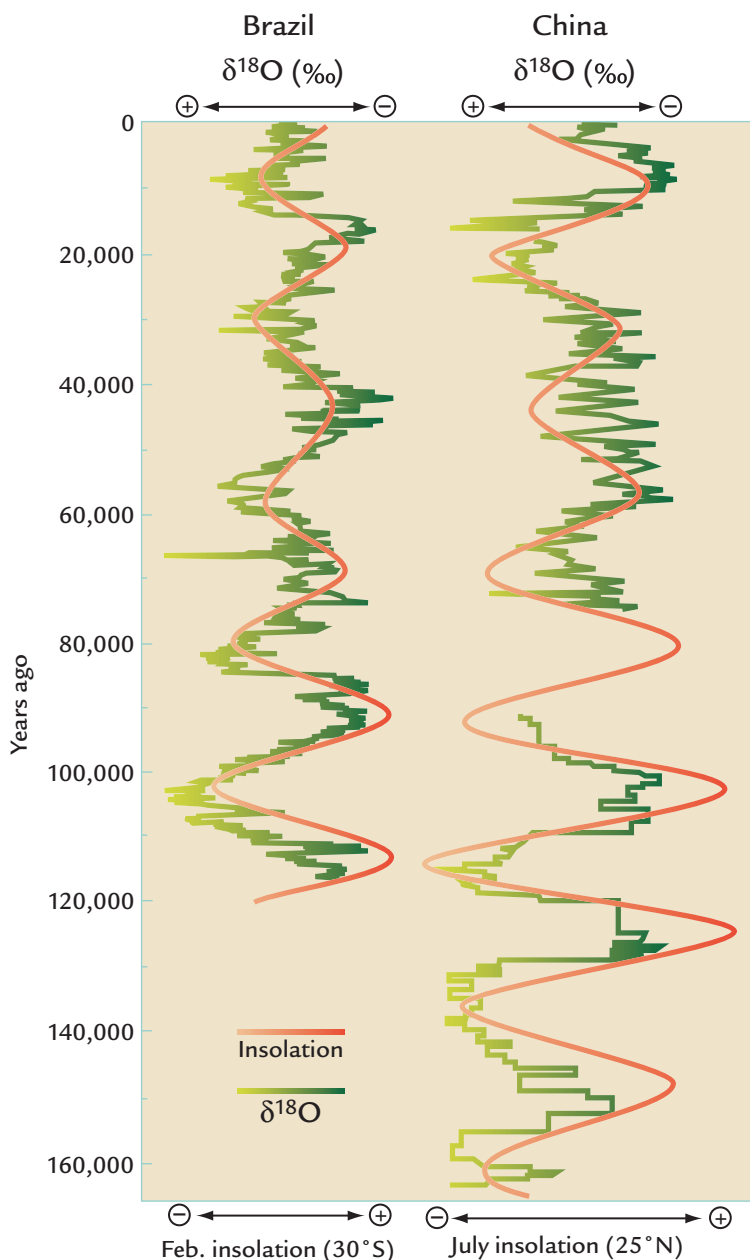 Brazil China
δ¹⁸O (‰) δ¹⁸O (‰)
+ − + −
0
20,000
40,000
60,000
80,000
100,000
120,000
140,000
160,000
Years ago
Insolation
δ¹⁸O
− + − +
Feb. insolation (30°S) July insolation (25°N)